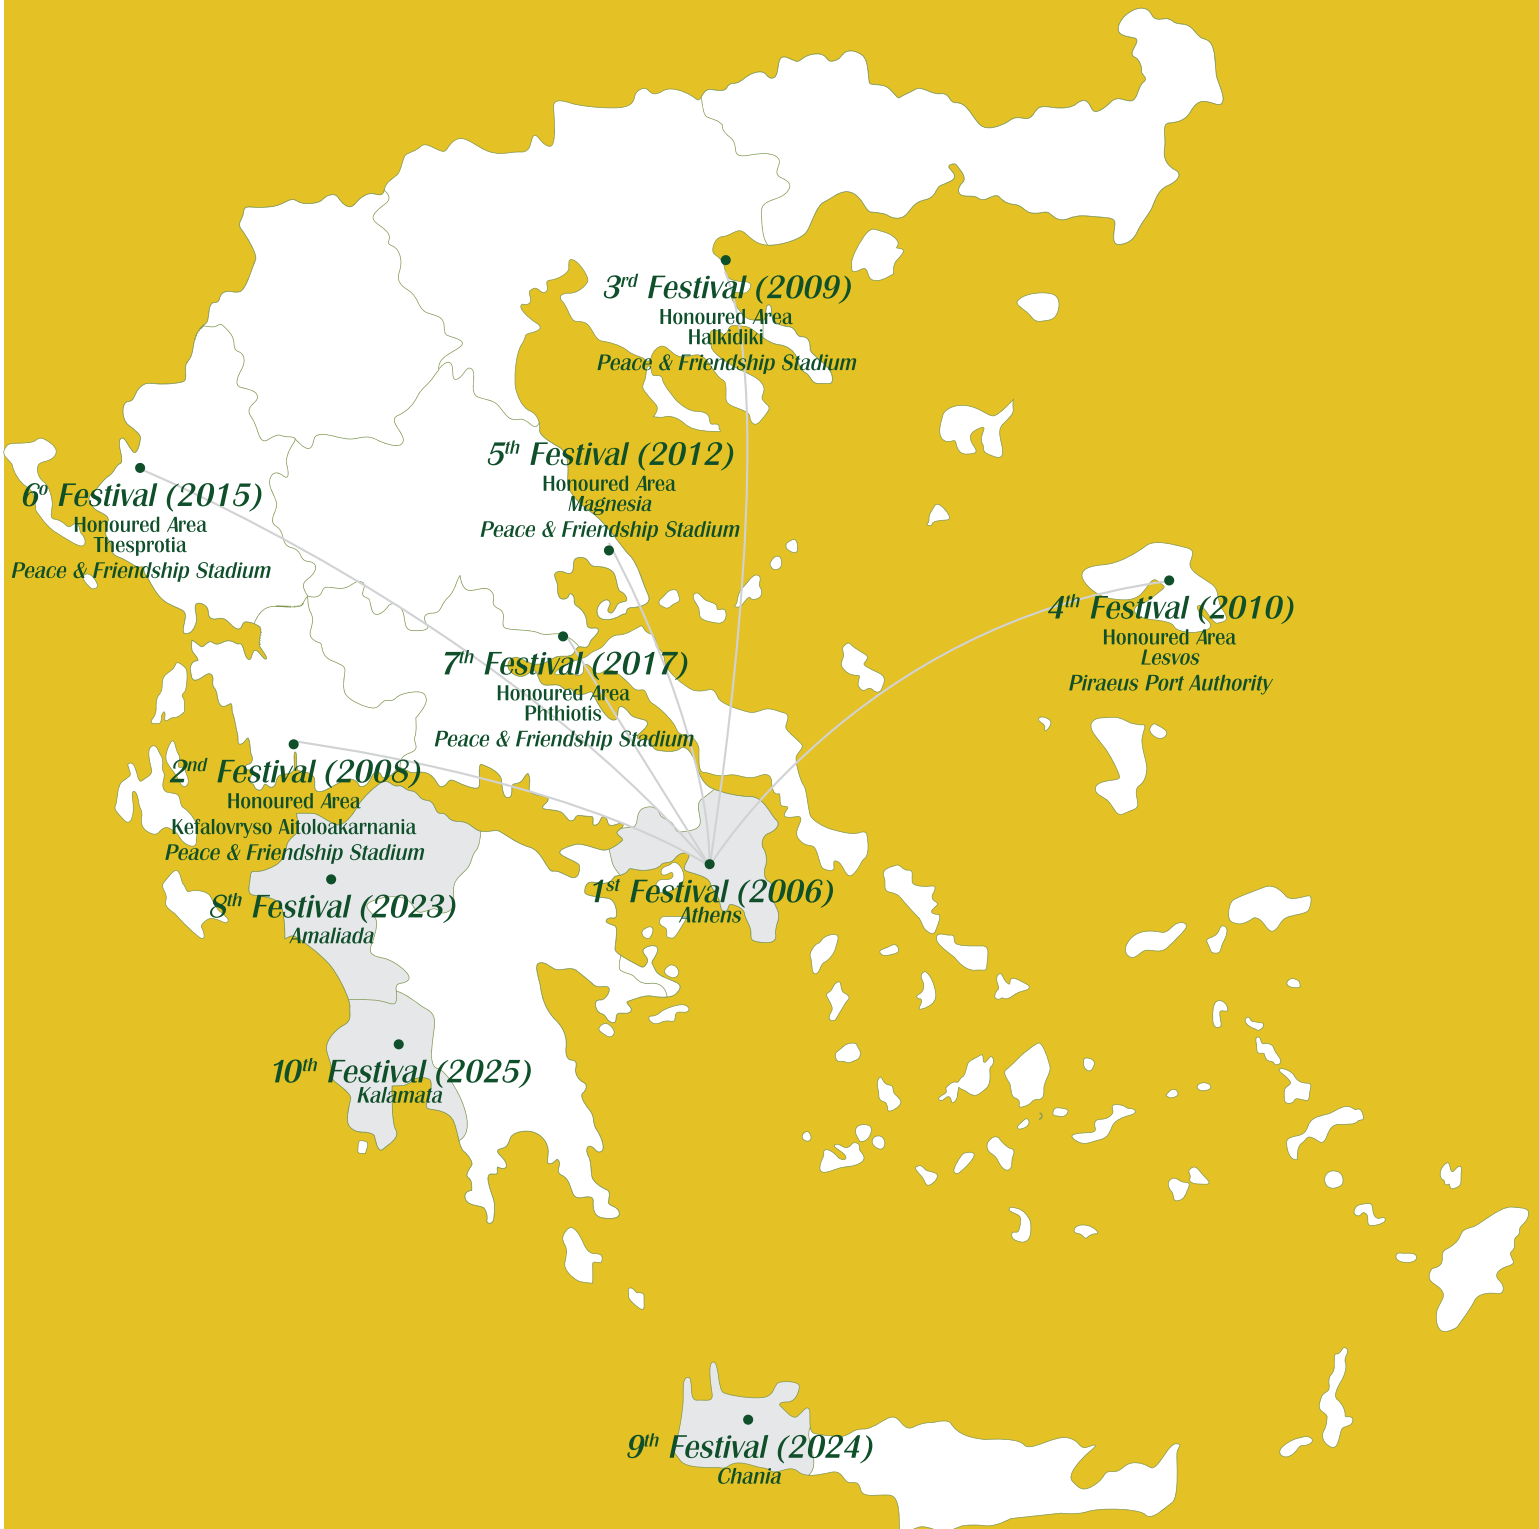 3rd Festival (2009)
Honoured Area
Halkidiki
Peace & Friendship Stadium
5th Festival (2012)
Honoured Area
Magnesia
Peace & Friendship Stadium
6º Festival (2015)
Honoured Area
Thesprotia
Peace & Friendship Stadium
4th Festival (2010)
Honoured Area
Lesvos
Piraeus Port Authority
7th Festival (2017)
Honoured Area
Phthiotis
Peace & Friendship Stadium
2nd Festival (2008)
Honoured Area
Kefalovryso Aitoloakarnania
Peace & Friendship Stadium
1st Festival (2006)
Athens
8th Festival (2023)
Amaliada
10th Festival (2025)
Kalamata
9th Festival (2024)
Chania